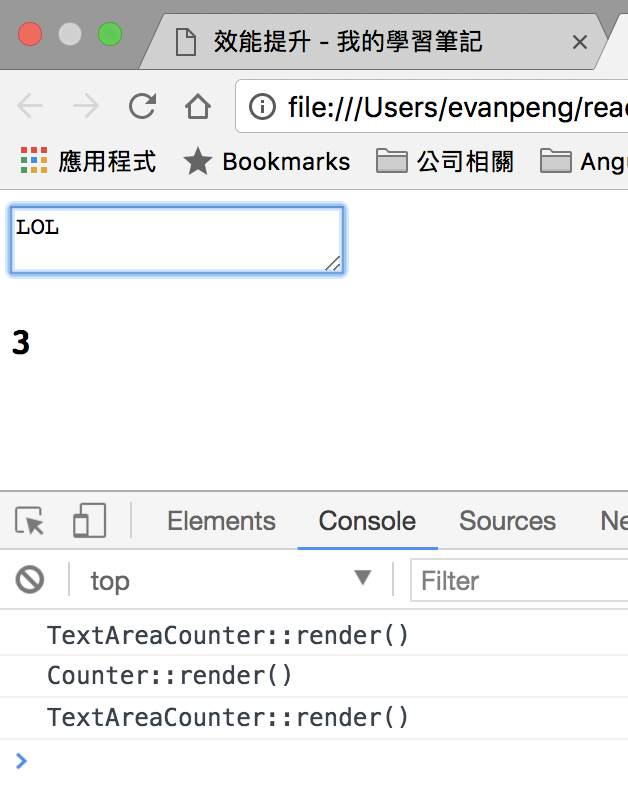 效能提升 - 我的學習筆記
file:///Users/evanpeng/rea
應用程式 Bookmarks 公司相關 Angu
LOL
3
Elements Console Sources Ne
top Filter
TextAreaCounter::render()
Counter::render()
TextAreaCounter::render()